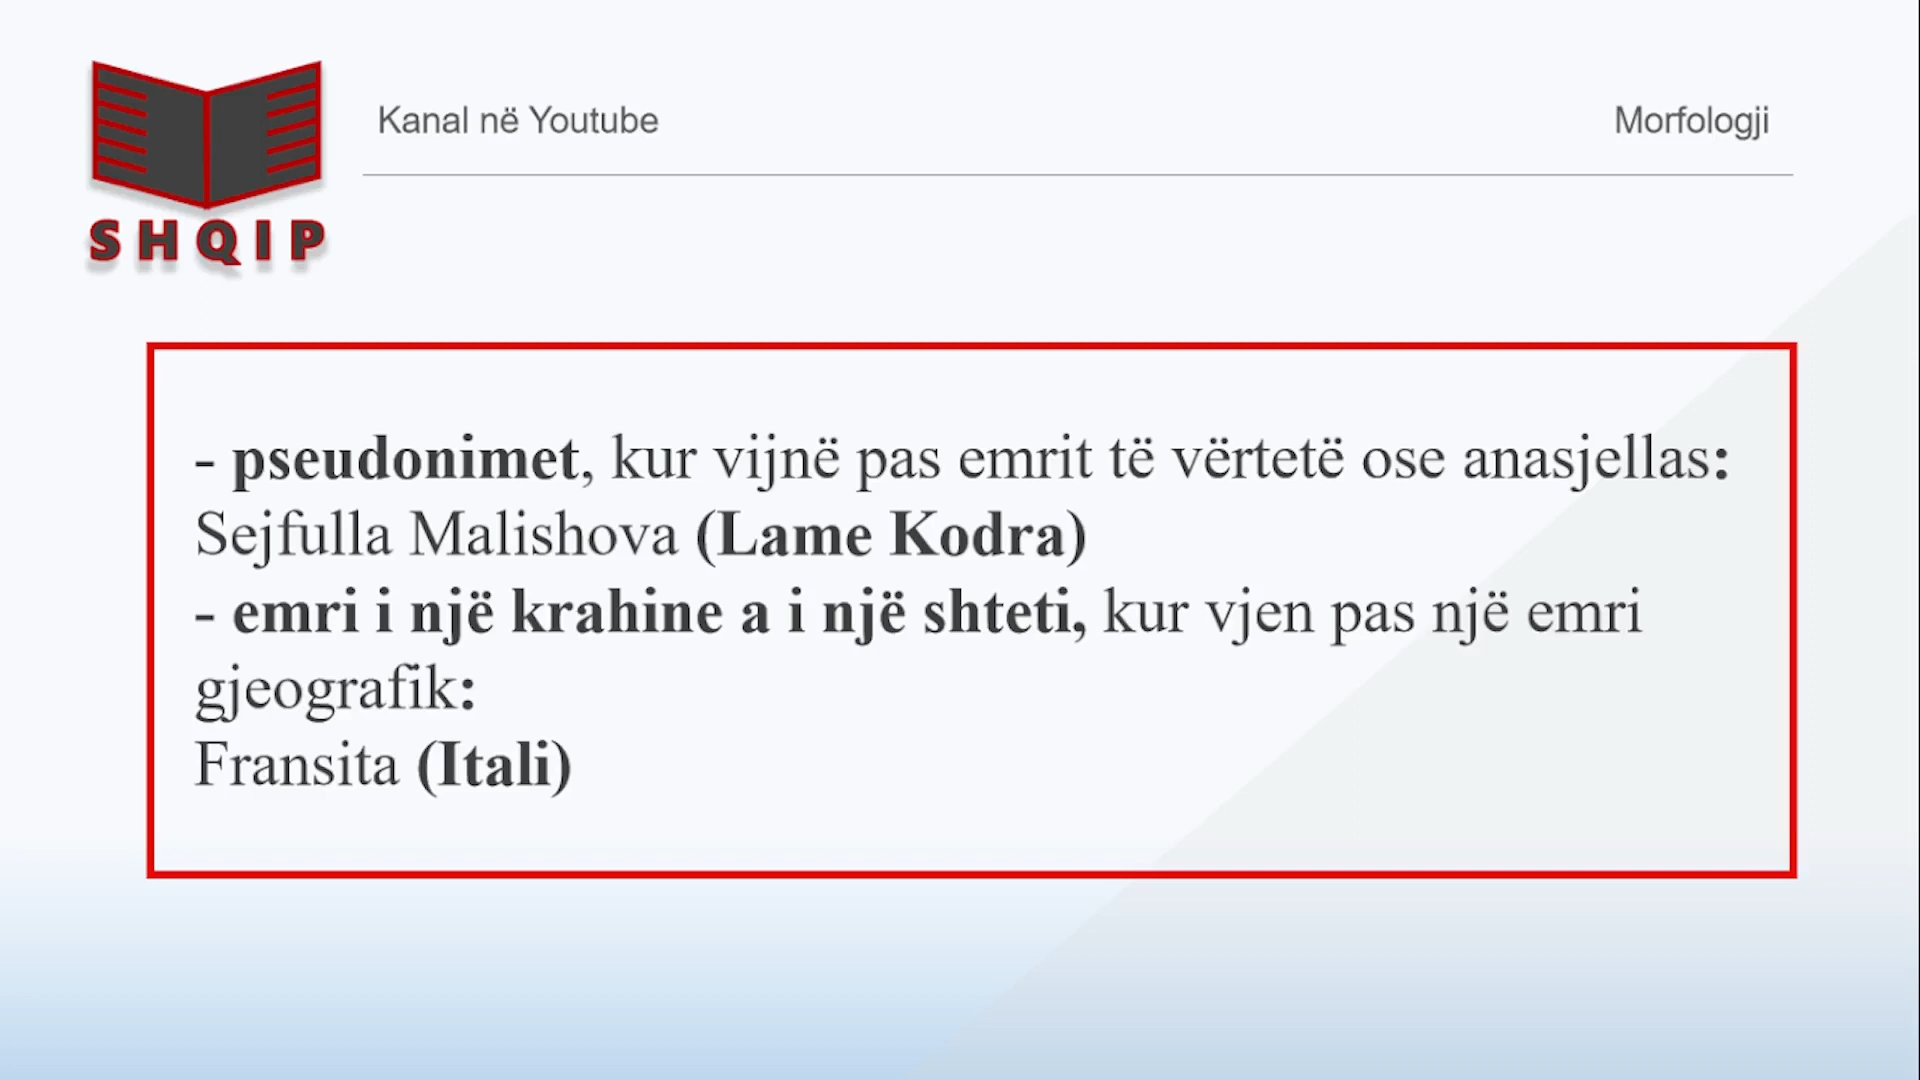 SHQIP
Kanal në Youtube
Morfologji
- pseudonimet, kur vijnë pas emrit të vërtetë ose anasjellas:
Sejfulla Malishova (Lame Kodra)
- emri i një krahine a i një shteti, kur vjen pas një emri
gjeografik:
Fransita (Itali)